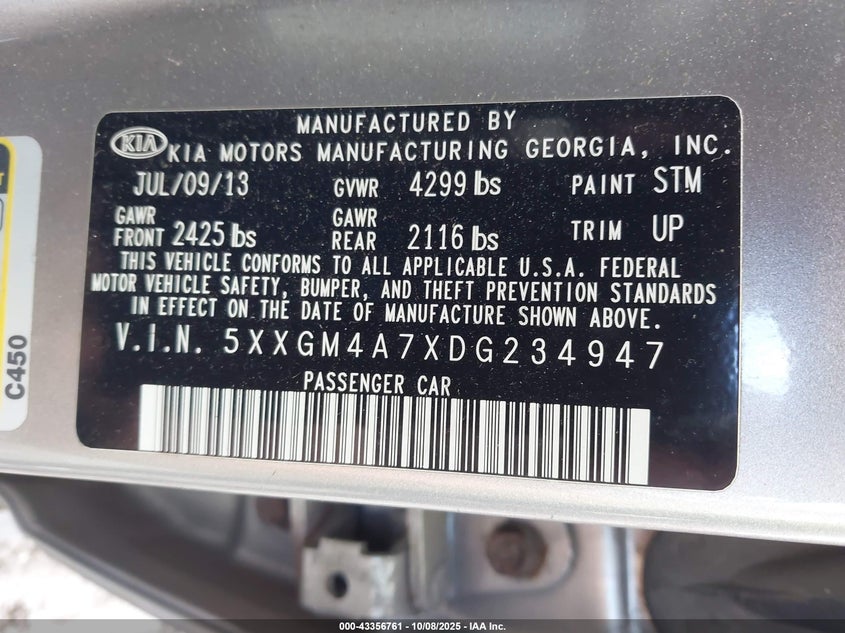 MANUFACTURED BY
KIA KIA MOTORS MANUFACTURING GEORGIA, INC.
JUL/09/13 GVWR 4299 lbs PAINT STM
GAWR FRONT 2425 lbs GAWR REAR 2116 lbs TRIM UP
THIS VEHICLE CONFORMS TO ALL APPLICABLE U.S.A. FEDERAL
MOTOR VEHICLE SAFETY, BUMPER, AND THEFT PREVENTION STANDARDS
IN EFFECT ON THE DATE OF MANUFACTURE SHOWN ABOVE.
V.I.N. 5XXGM4A7XDG234947
PASSENGER CAR
C450
000-43356761 - 10/08/2025 - IAA Inc.